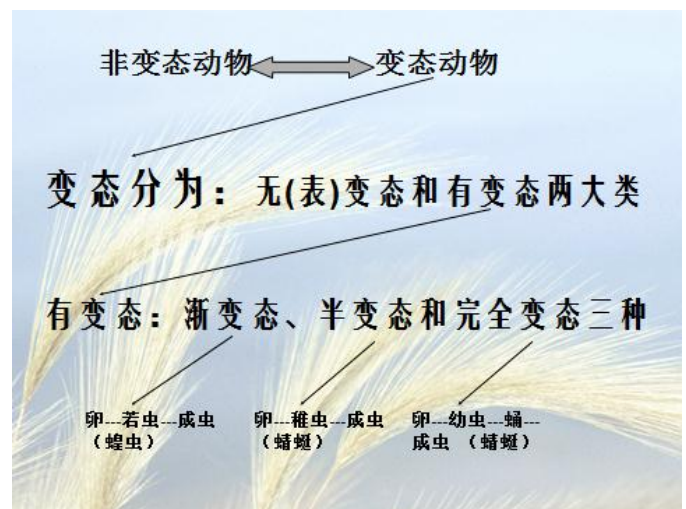 非变态动物 变态动物
变态分为：无(表)变态和有变态两大类
有变态：渐变态、半变态和完全变态三种
卵---若虫---成虫
（蝗虫）
卵---稚虫---成虫
（蜻蜓）
卵---幼虫---蛹---
成虫 （蜻蜓）